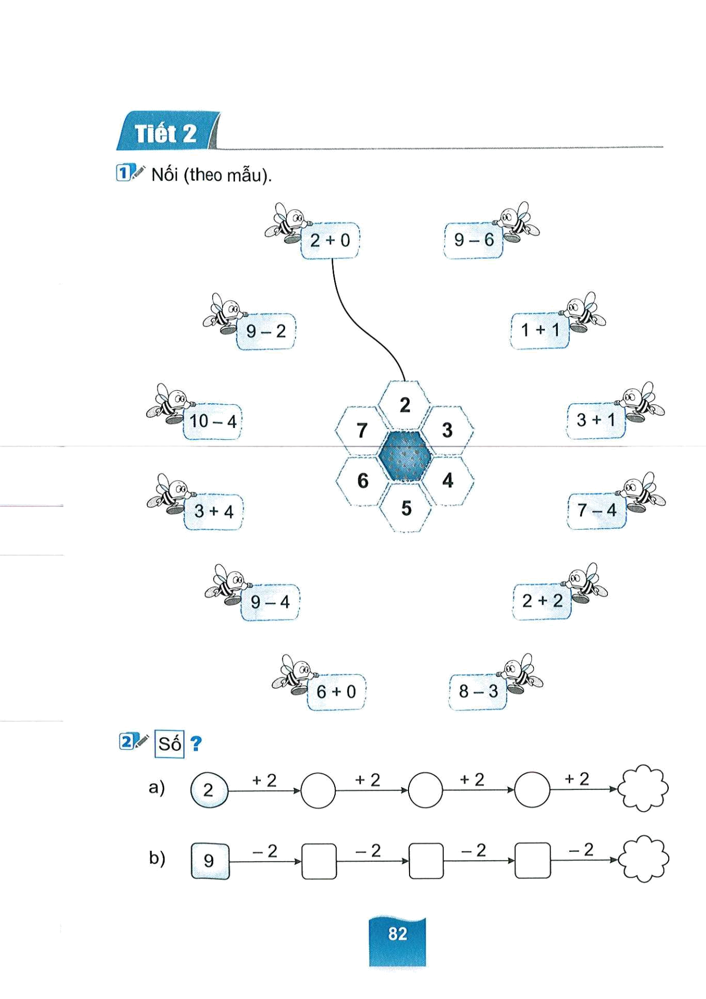 Tiết 2
1 Nối (theo mẫu).
2 + 0
9 – 6
9 – 2
1 + 1
10 – 4
2
3 + 1
7
3
6
4
3 + 4
5
7 – 4
9 – 4
2 + 2
6 + 0
8 – 3
2 Số ?
a) 2 + 2 + 2 + 2 + 2
b) 9 – 2 – 2 – 2 – 2
82